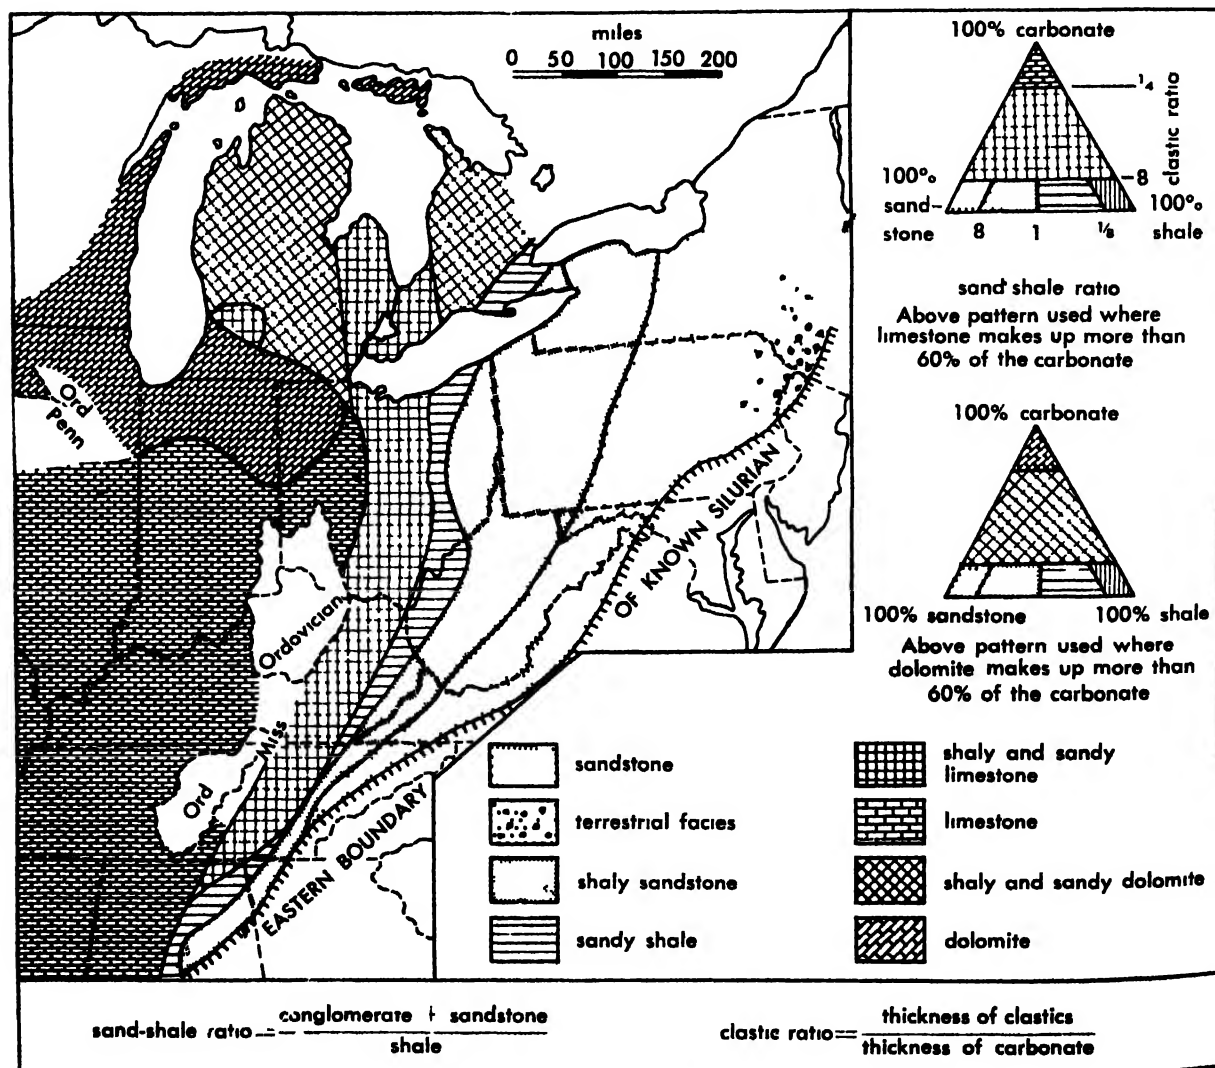 miles
0 50 100 150 200
Ord
Penn
Ordovician
Miss
Ord
EASTERN BOUNDARY
OF KNOWN SILURIAN
100% carbonate
1/4
clastic ratio
8
100%
sand-
stone
8 1 1/8
100%
shale
sand shale ratio
Above pattern used where
limestone makes up more than
60% of the carbonate
100% carbonate
100% sandstone 100% shale
Above pattern used where
dolomite makes up more than
60% of the carbonate
sandstone
terrestrial facies
shaly sandstone
sandy shale
shaly and sandy
limestone
limestone
shaly and sandy dolomite
dolomite
sand-shale ratio = conglomerate + sandstone
shale
clastic ratio = thickness of clastics
thickness of carbonate